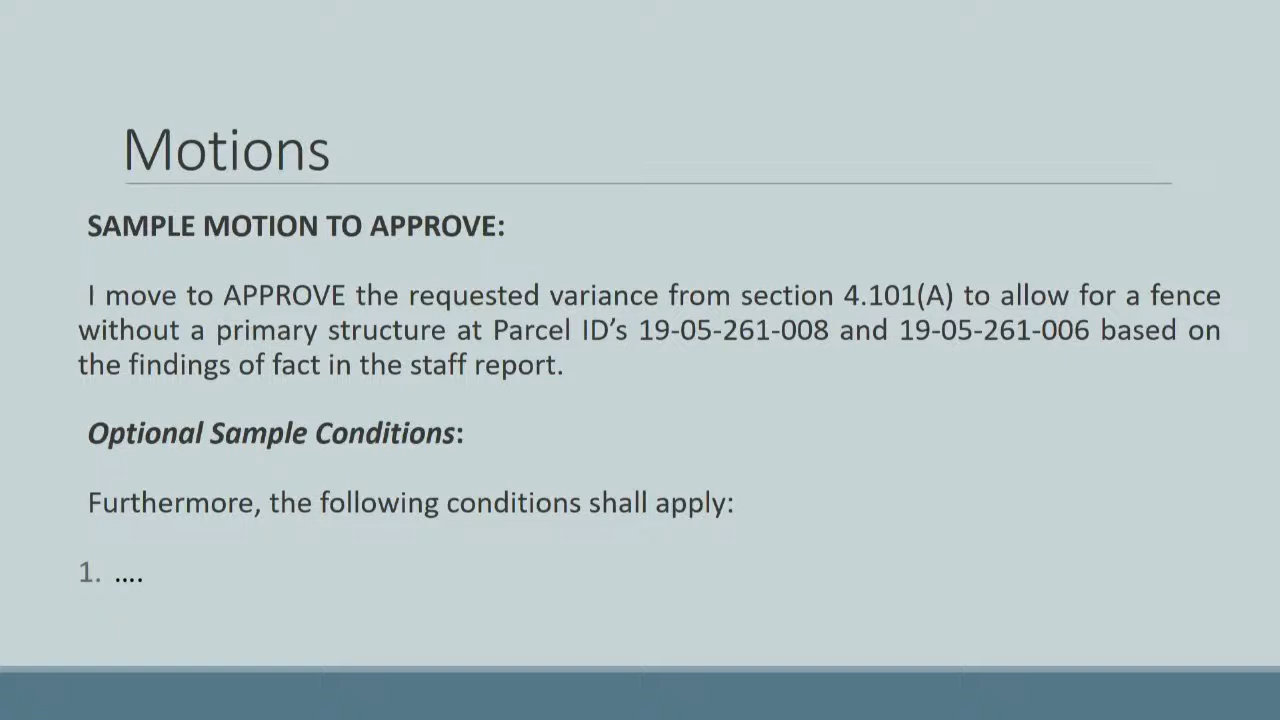 Motions
SAMPLE MOTION TO APPROVE:
I move to APPROVE the requested variance from section 4.101(A) to allow for a fence
without a primary structure at Parcel ID’s 19-05-261-008 and 19-05-261-006 based on
the findings of fact in the staff report.
Optional Sample Conditions:
Furthermore, the following conditions shall apply:
1. ....